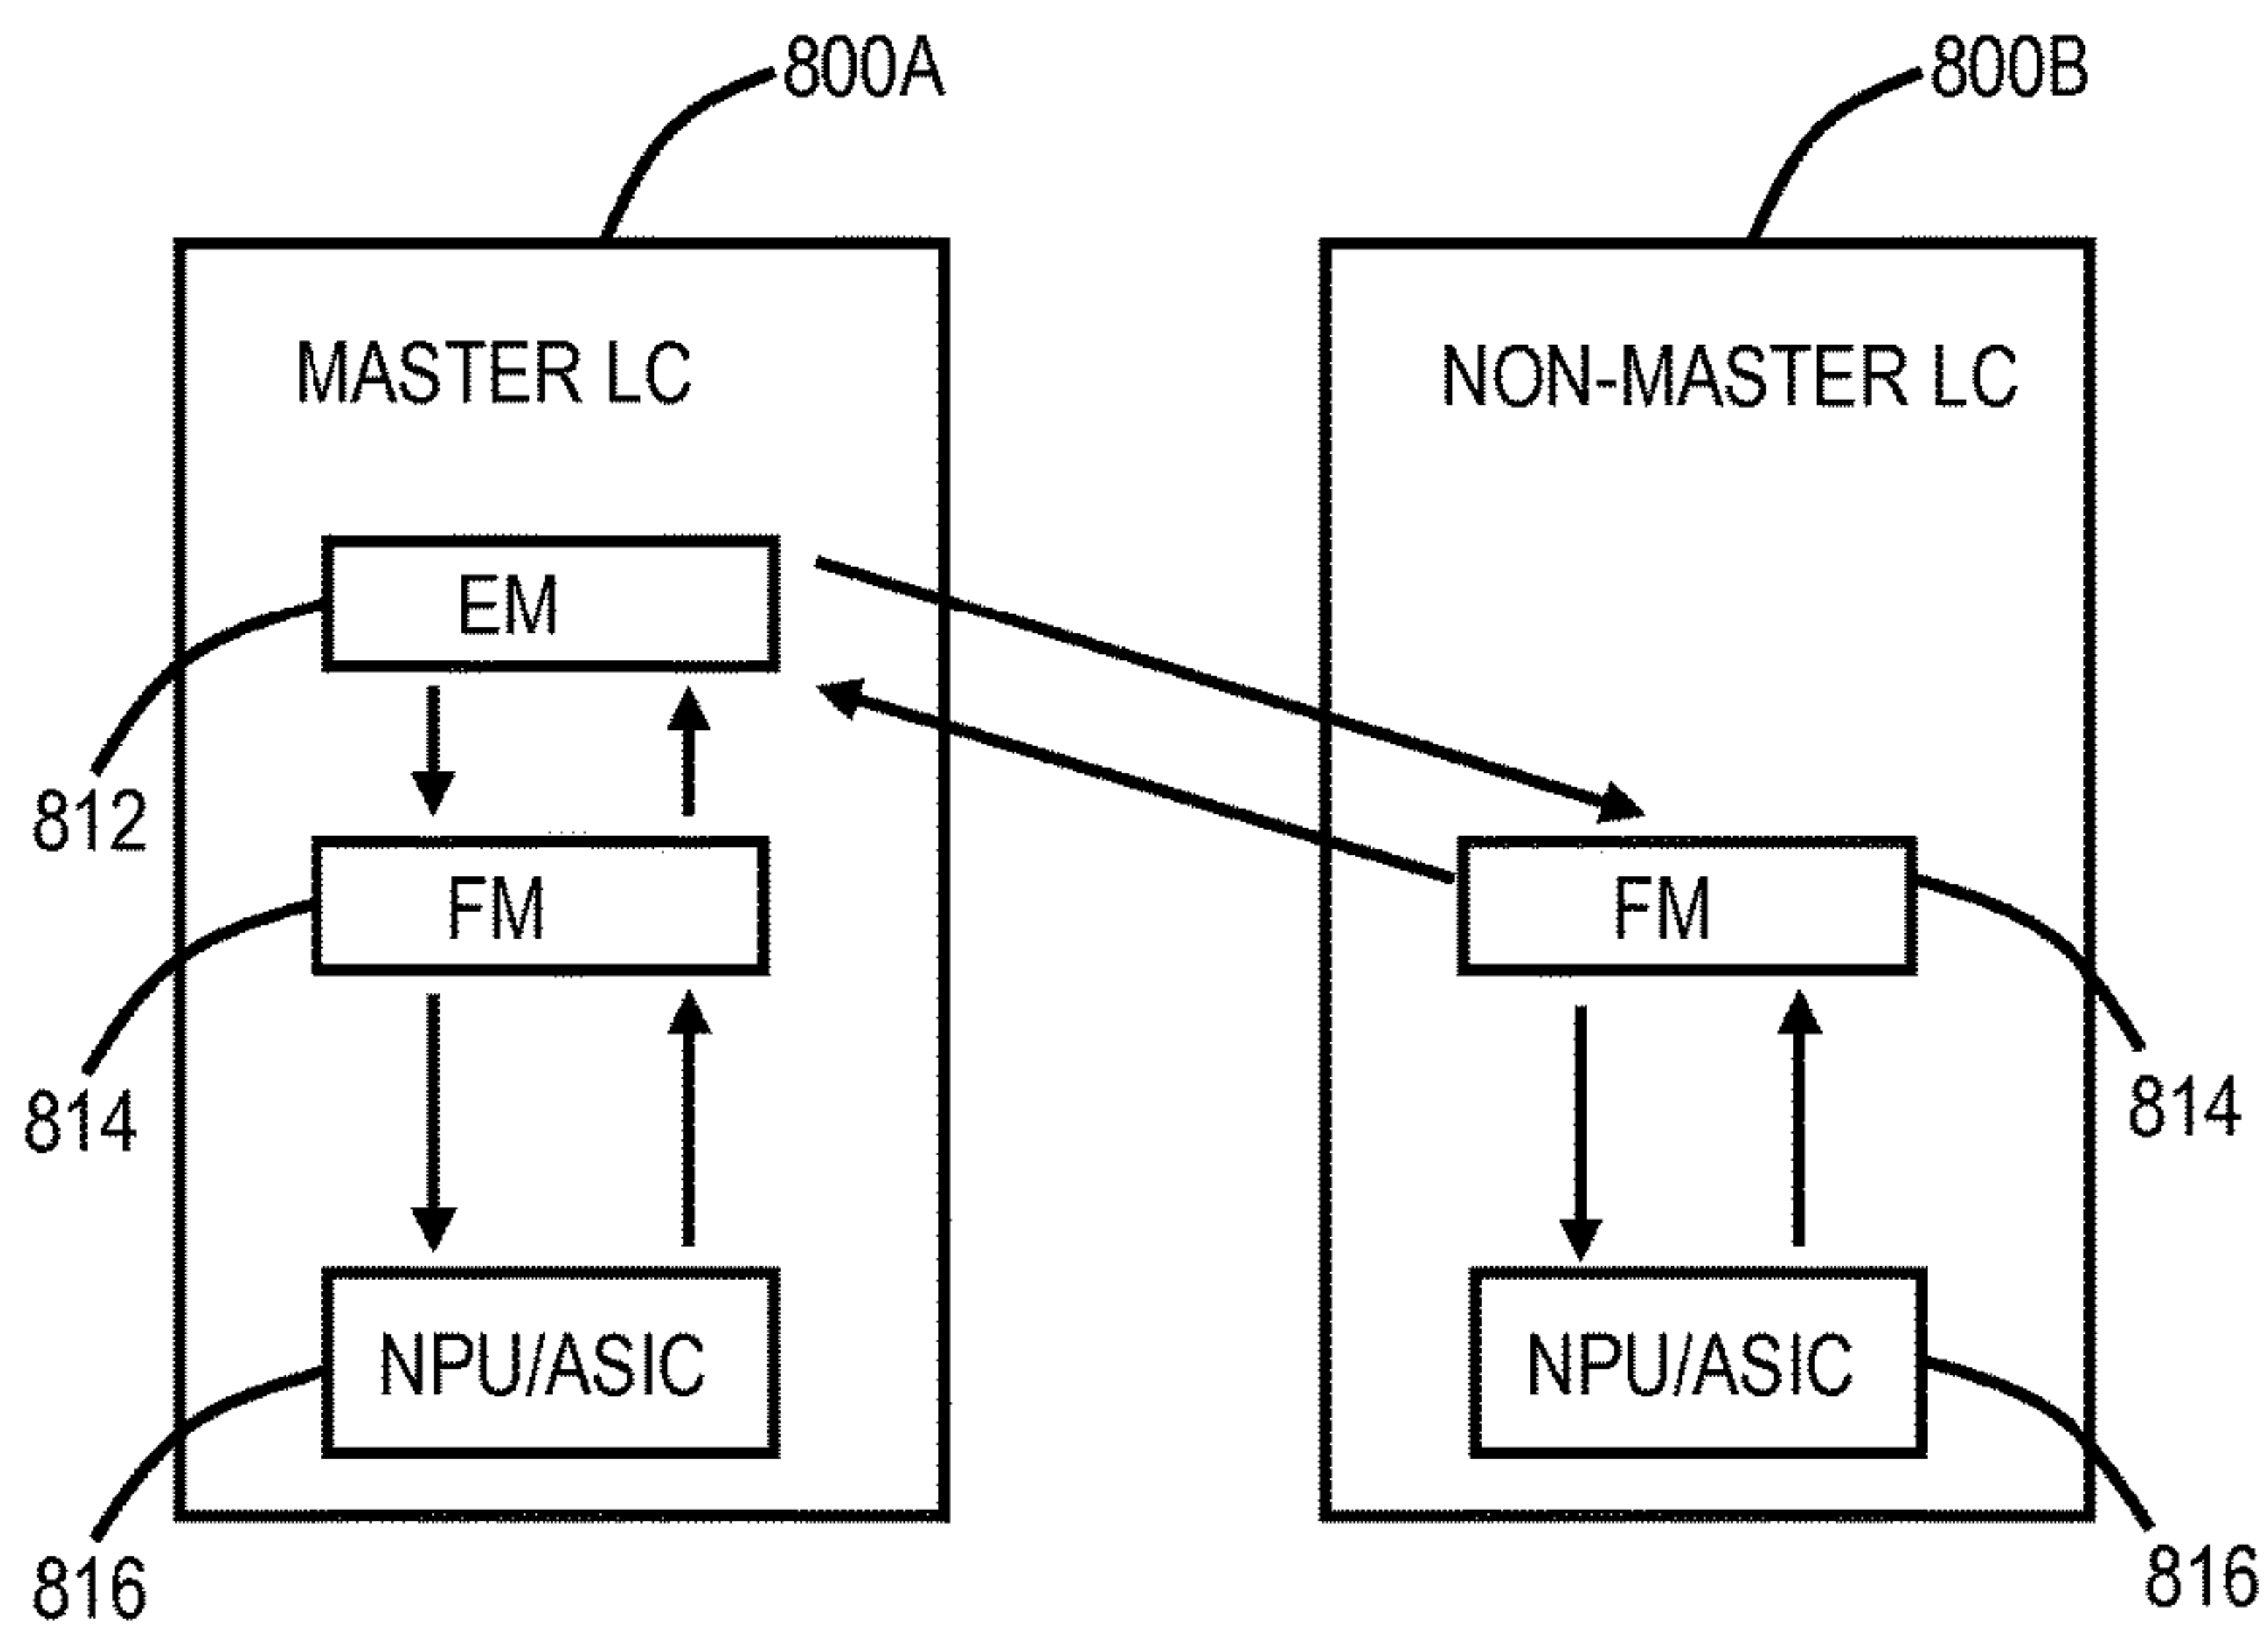 800A
800B
MASTER LC
NON-MASTER LC
EM
812
FM
FM
814
814
NPU/ASIC
NPU/ASIC
816
816